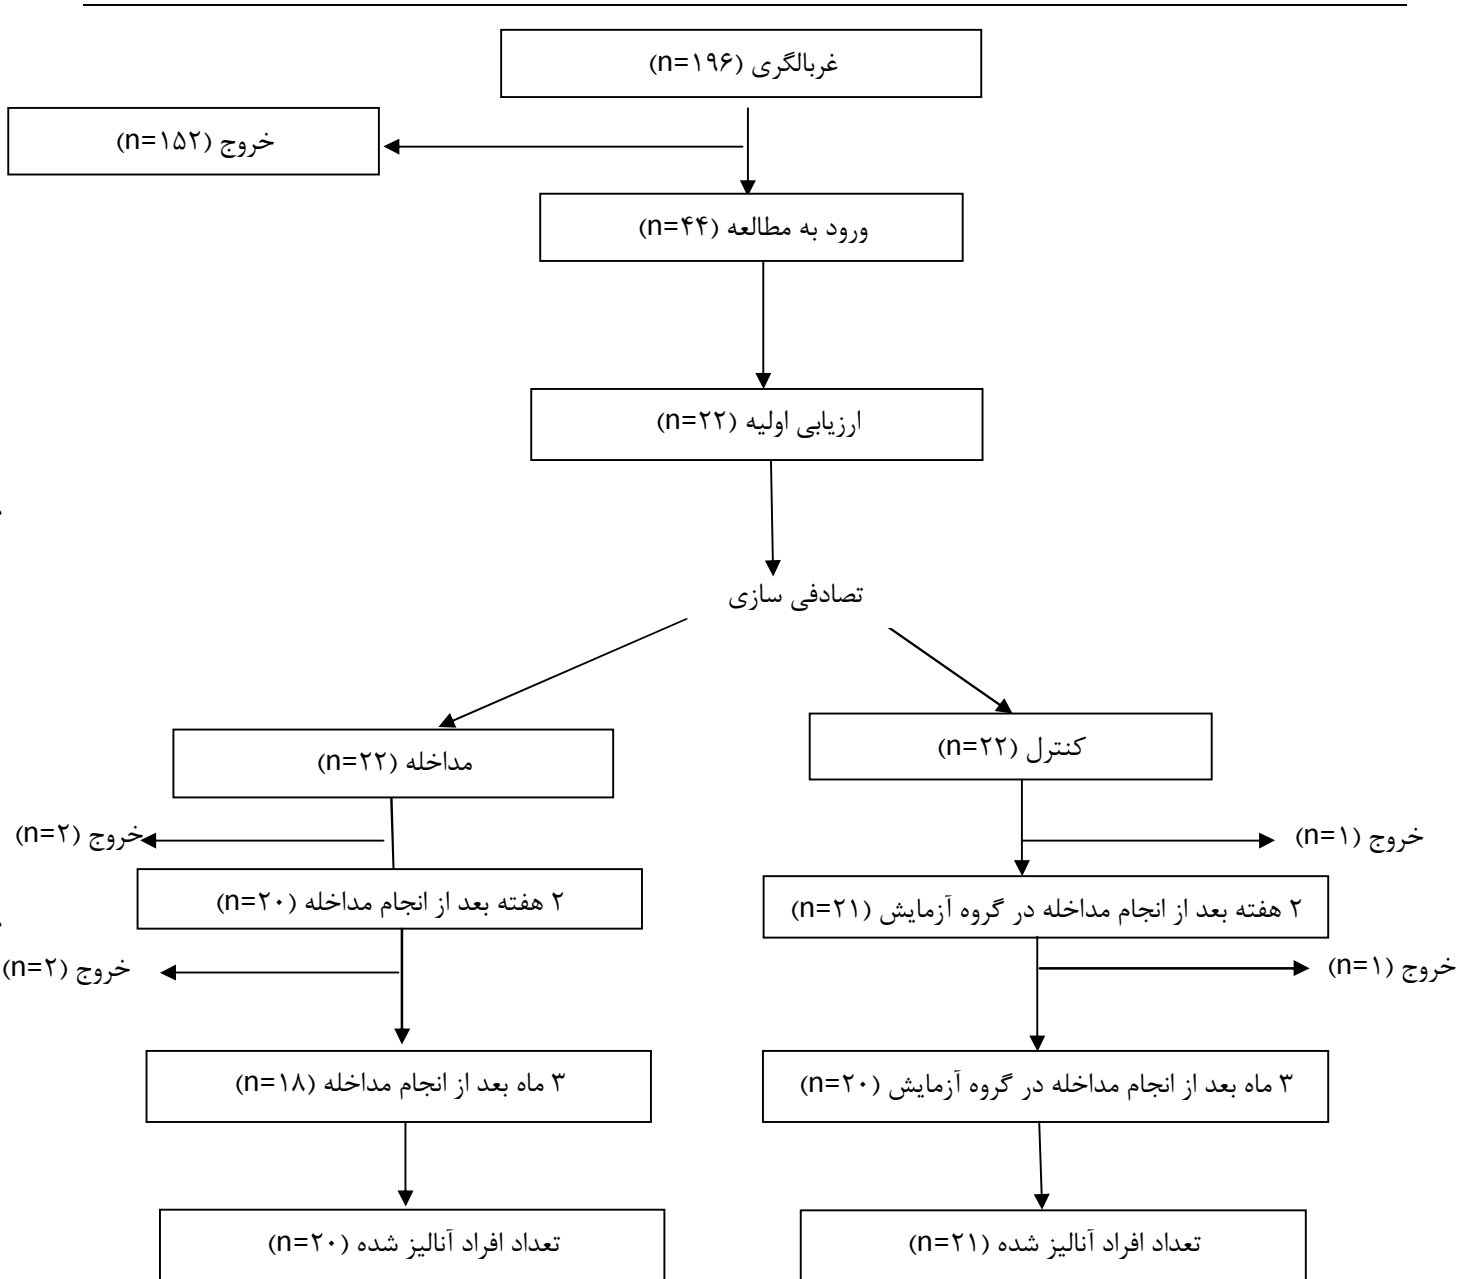 غربالگری (n=۱۹۶)
خروج (n=۱۵۲)
ورود به مطالعه (n=۴۴)
ارزیابی اولیه (n=۲۲)
تصادفی سازی
کنترل (n=۲۲)
مداخله (n=۲۲)
خروج (n=۱)
خروج (n=۲)
۲ هفته بعد از انجام مداخله در گروه آزمایش (n=۲۱)
۲ هفته بعد از انجام مداخله (n=۲۰)
خروج (n=۱)
خروج (n=۲)
۳ ماه بعد از انجام مداخله در گروه آزمایش (n=۲۰)
۳ ماه بعد از انجام مداخله (n=۱۸)
تعداد افراد آنالیز شده (n=۲۱)
تعداد افراد آنالیز شده (n=۲۰)